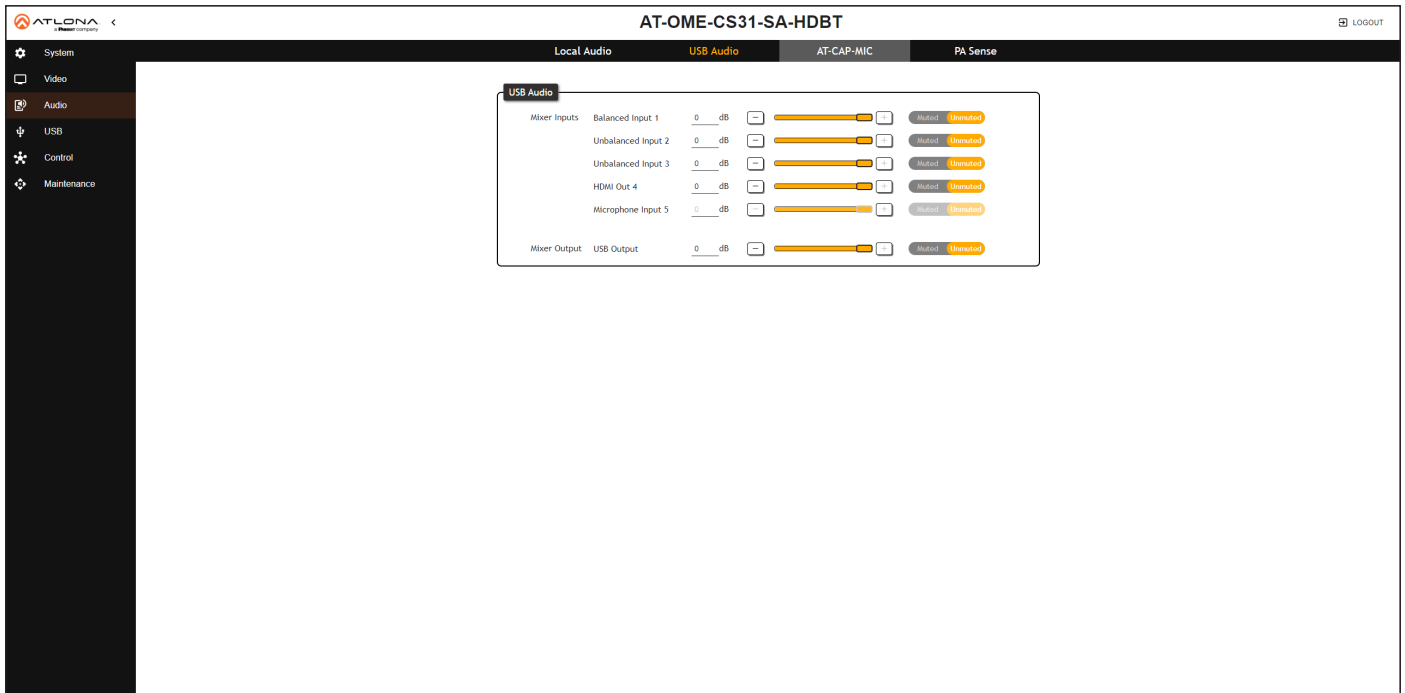 ATLONA
a Panduit company
AT-OME-CS31-SA-HDBT
LOGOUT
System
Video
Audio
USB
Control
Maintenance
Local Audio
USB Audio
AT-CAP-MIC
PA Sense
USB Audio
Mixer Inputs Balanced Input 1 0 dB − + Muted Unmuted
Unbalanced Input 2 0 dB − + Muted Unmuted
Unbalanced Input 3 0 dB − + Muted Unmuted
HDMI Out 4 0 dB − + Muted Unmuted
Microphone Input 5 0 dB − + Muted Unmuted
Mixer Output USB Output 0 dB − + Muted Unmuted